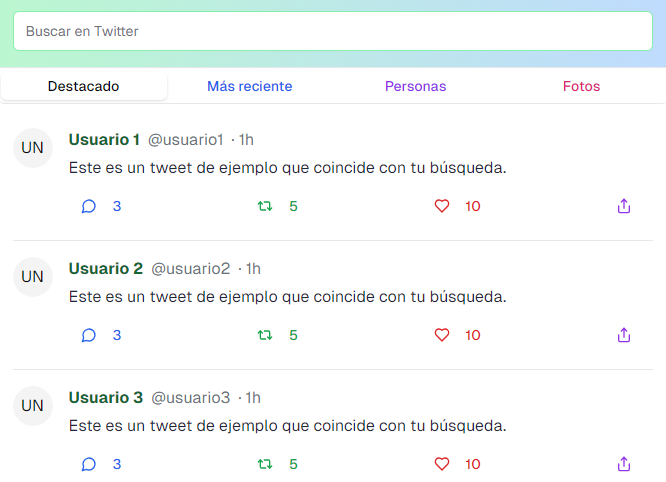 Buscar en Twitter
Destacado Más reciente Personas Fotos
UN Usuario 1 @usuario1 · 1h
Este es un tweet de ejemplo que coincide con tu búsqueda.
3 5 10
UN Usuario 2 @usuario2 · 1h
Este es un tweet de ejemplo que coincide con tu búsqueda.
3 5 10
UN Usuario 3 @usuario3 · 1h
Este es un tweet de ejemplo que coincide con tu búsqueda.
3 5 10